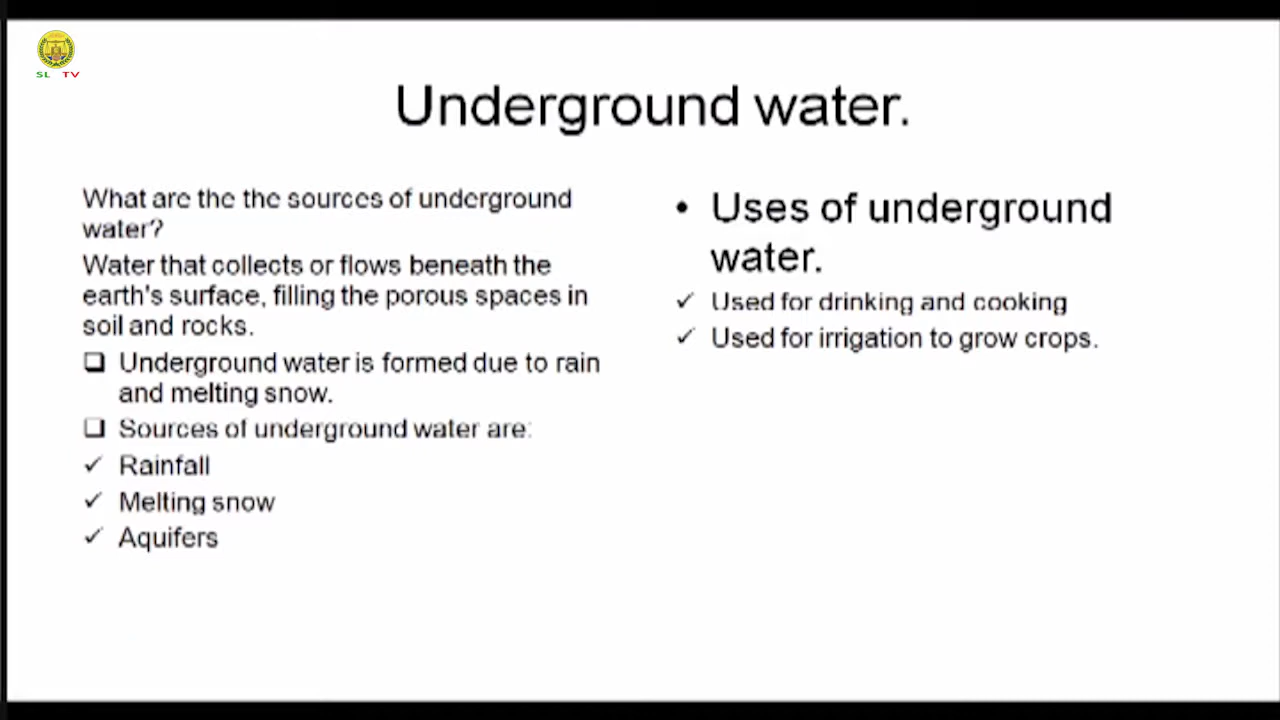 SL TV
Underground water.
What are the the sources of underground
water?
Water that collects or flows beneath the
earth's surface, filling the porous spaces in
soil and rocks.
Underground water is formed due to rain
and melting snow.
Sources of underground water are:
Rainfall
Melting snow
Aquifers
Uses of underground
water.
Used for drinking and cooking
Used for irrigation to grow crops.